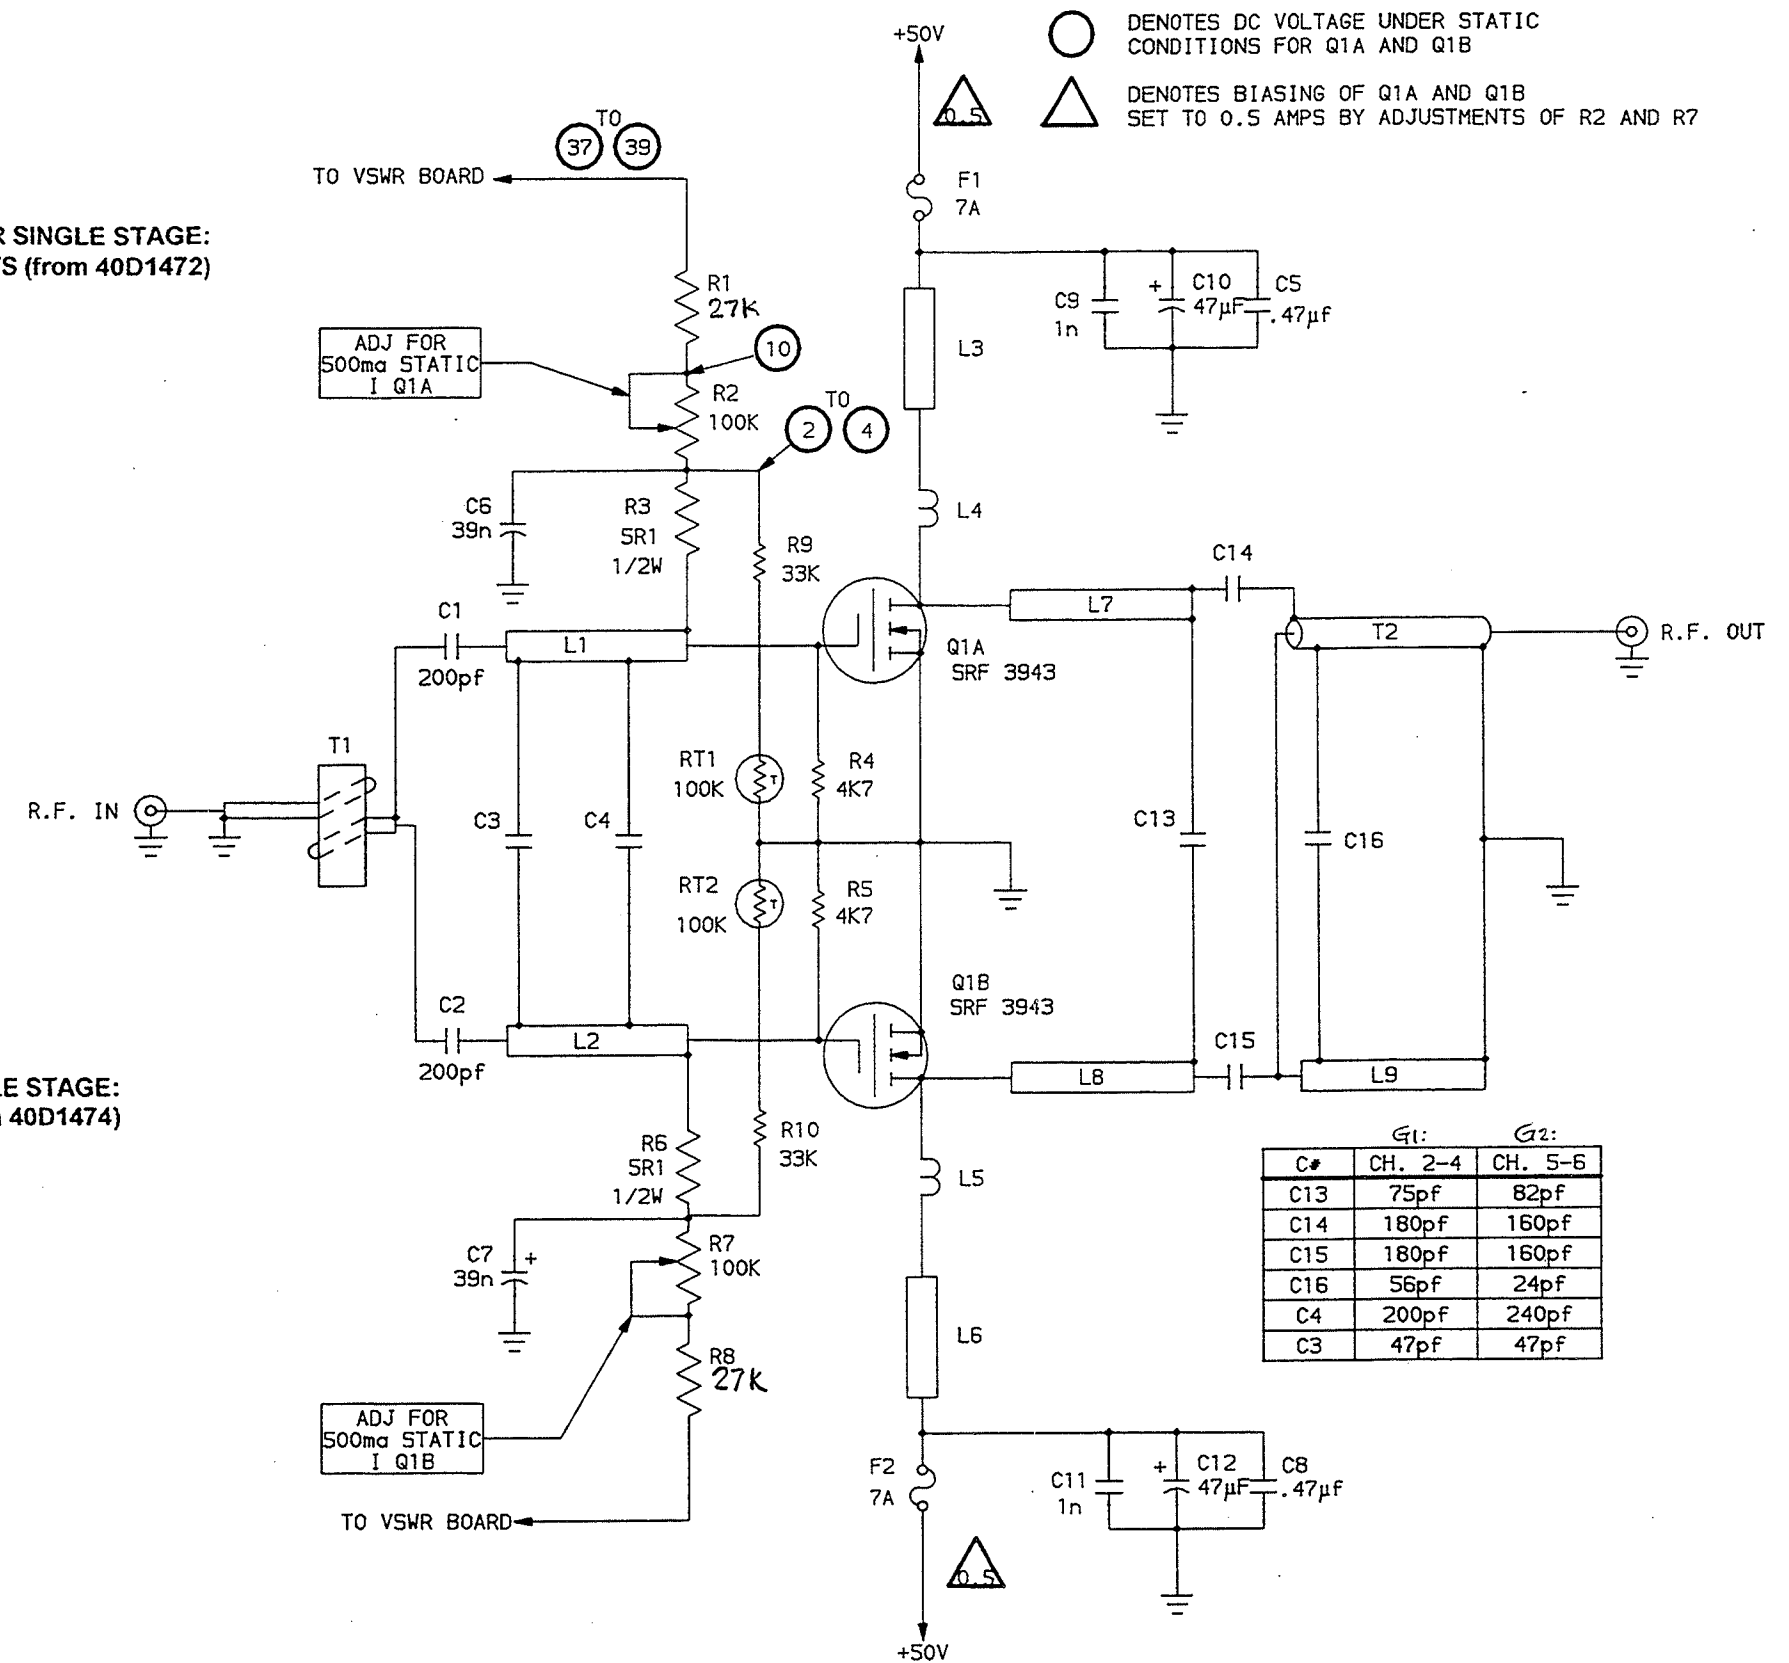 +50V
DENOTES DC VOLTAGE UNDER STATIC
CONDITIONS FOR Q1A AND Q1B
0.5
DENOTES BIASING OF Q1A AND Q1B
SET TO 0.5 AMPS BY ADJUSTMENTS OF R2 AND R7
TO
37
39
TO VSWR BOARD
F1
7A
R SINGLE STAGE:
TS (from 40D1472)
R1
27K
C9
1n
+
C10
47µF
C5
.47µf
ADJ FOR
500ma STATIC
I Q1A
10
L3
R2
100K
TO
2
4
C6
39n
R3
5R1
1/2W
L4
R9
33K
C14
C1
200pf
L1
L7
T2
R.F. OUT
Q1A
SRF 3943
T1
RT1
100K
R4
4K7
R.F. IN
C3
C4
C13
C16
RT2
100K
R5
4K7
Q1B
SRF 3943
C2
200pf
L2
C15
L8
L9
LE STAGE:
40D1474)
R6
5R1
1/2W
R10
33K
L5
G1:
G2:
C#
CH. 2-4
CH. 5-6
C13
75pf
82pf
C14
180pf
160pf
C15
180pf
160pf
C16
56pf
24pf
C4
200pf
240pf
C3
47pf
47pf
C7
39n
+
R7
100K
L6
R8
27K
ADJ FOR
500ma STATIC
I Q1B
F2
7A
C11
1n
+
C12
47µF
C8
.47µf
TO VSWR BOARD
0.5
+50V